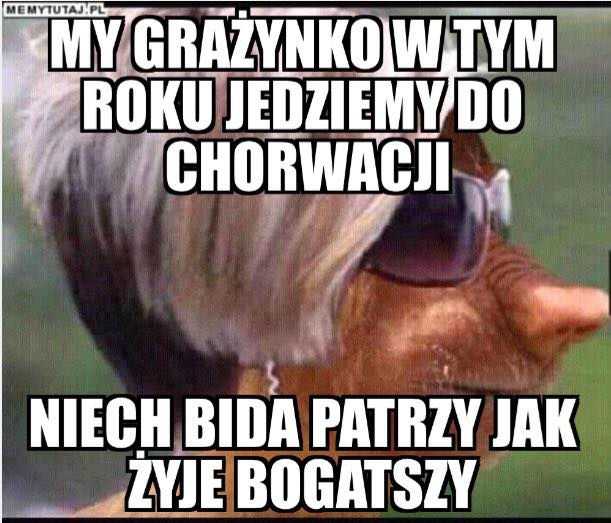 MEMYTUTAJ.PL
MY GRAŻYNKO W TYM
ROKU JEDZIEMY DO
CHORWACJI
NIECH BIDA PATRZY JAK
ŻYJE BOGATSZY